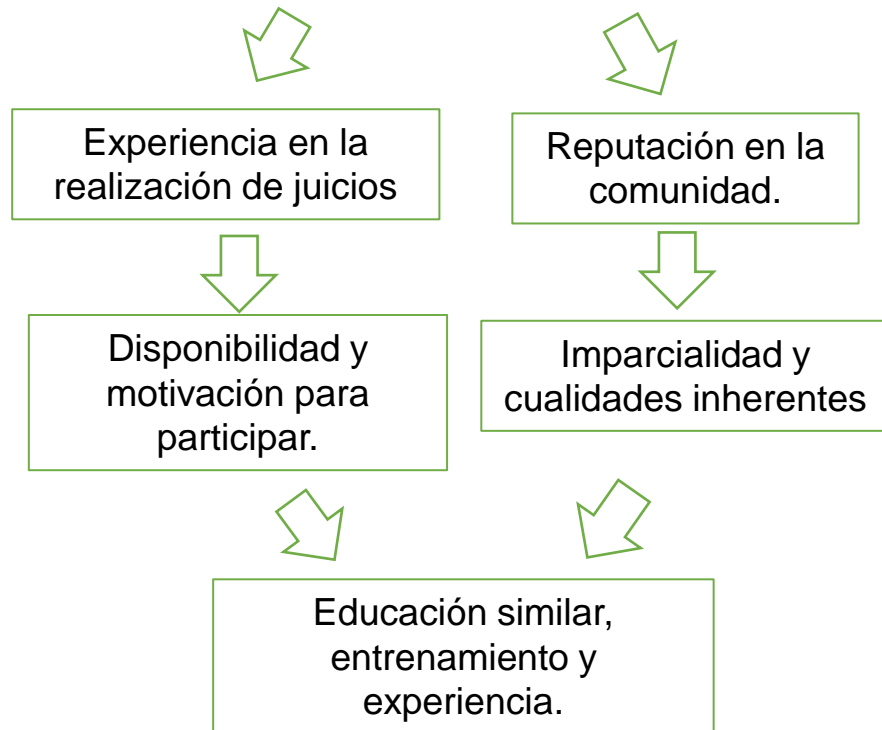 Experiencia en la
realización de juicios
Reputación en la
comunidad.
Disponibilidad y
motivación para
participar.
Imparcialidad y
cualidades inherentes
Educación similar,
entrenamiento y
experiencia.